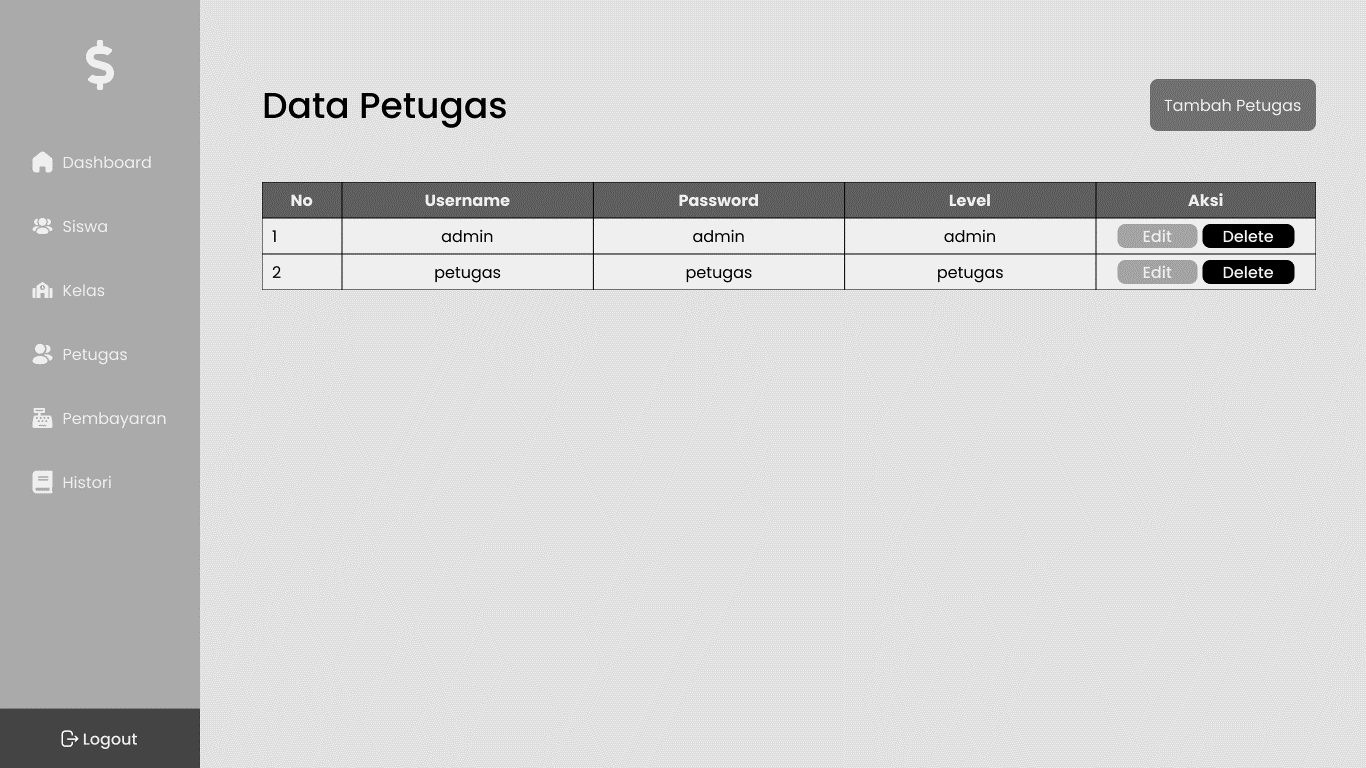 $
Dashboard
Siswa
Kelas
Petugas
Pembayaran
Histori
Logout
Data Petugas
Tambah Petugas
No Username Password Level Aksi
1 admin admin admin Edit Delete
2 petugas petugas petugas Edit Delete